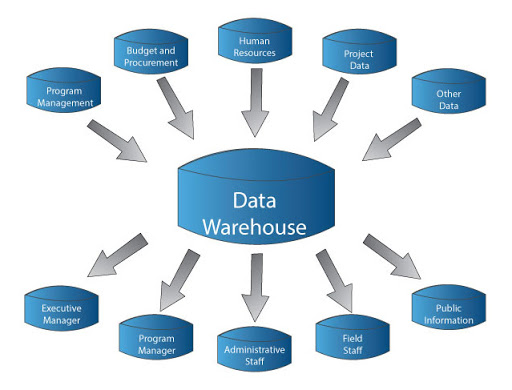 Program
Management
Budget and
Procurement
Human
Resources
Project
Data
Other
Data
Data
Warehouse
Executive
Manager
Program
Manager
Administrative
Staff
Field
Staff
Public
Information